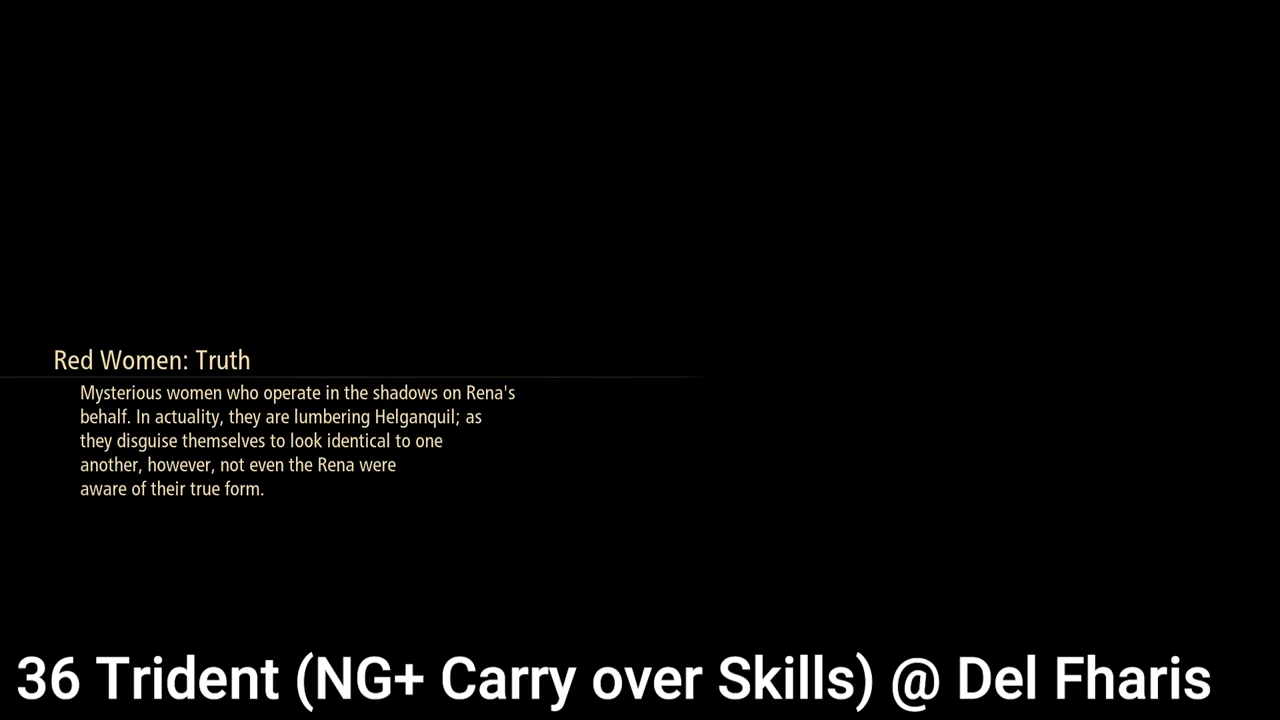 Red Women: Truth
Mysterious women who operate in the shadows on Rena's
behalf. In actuality, they are lumbering Helganquil; as
they disguise themselves to look identical to one
another, however, not even the Rena were
aware of their true form.
36 Trident (NG+ Carry over Skills) @ Del Fharis